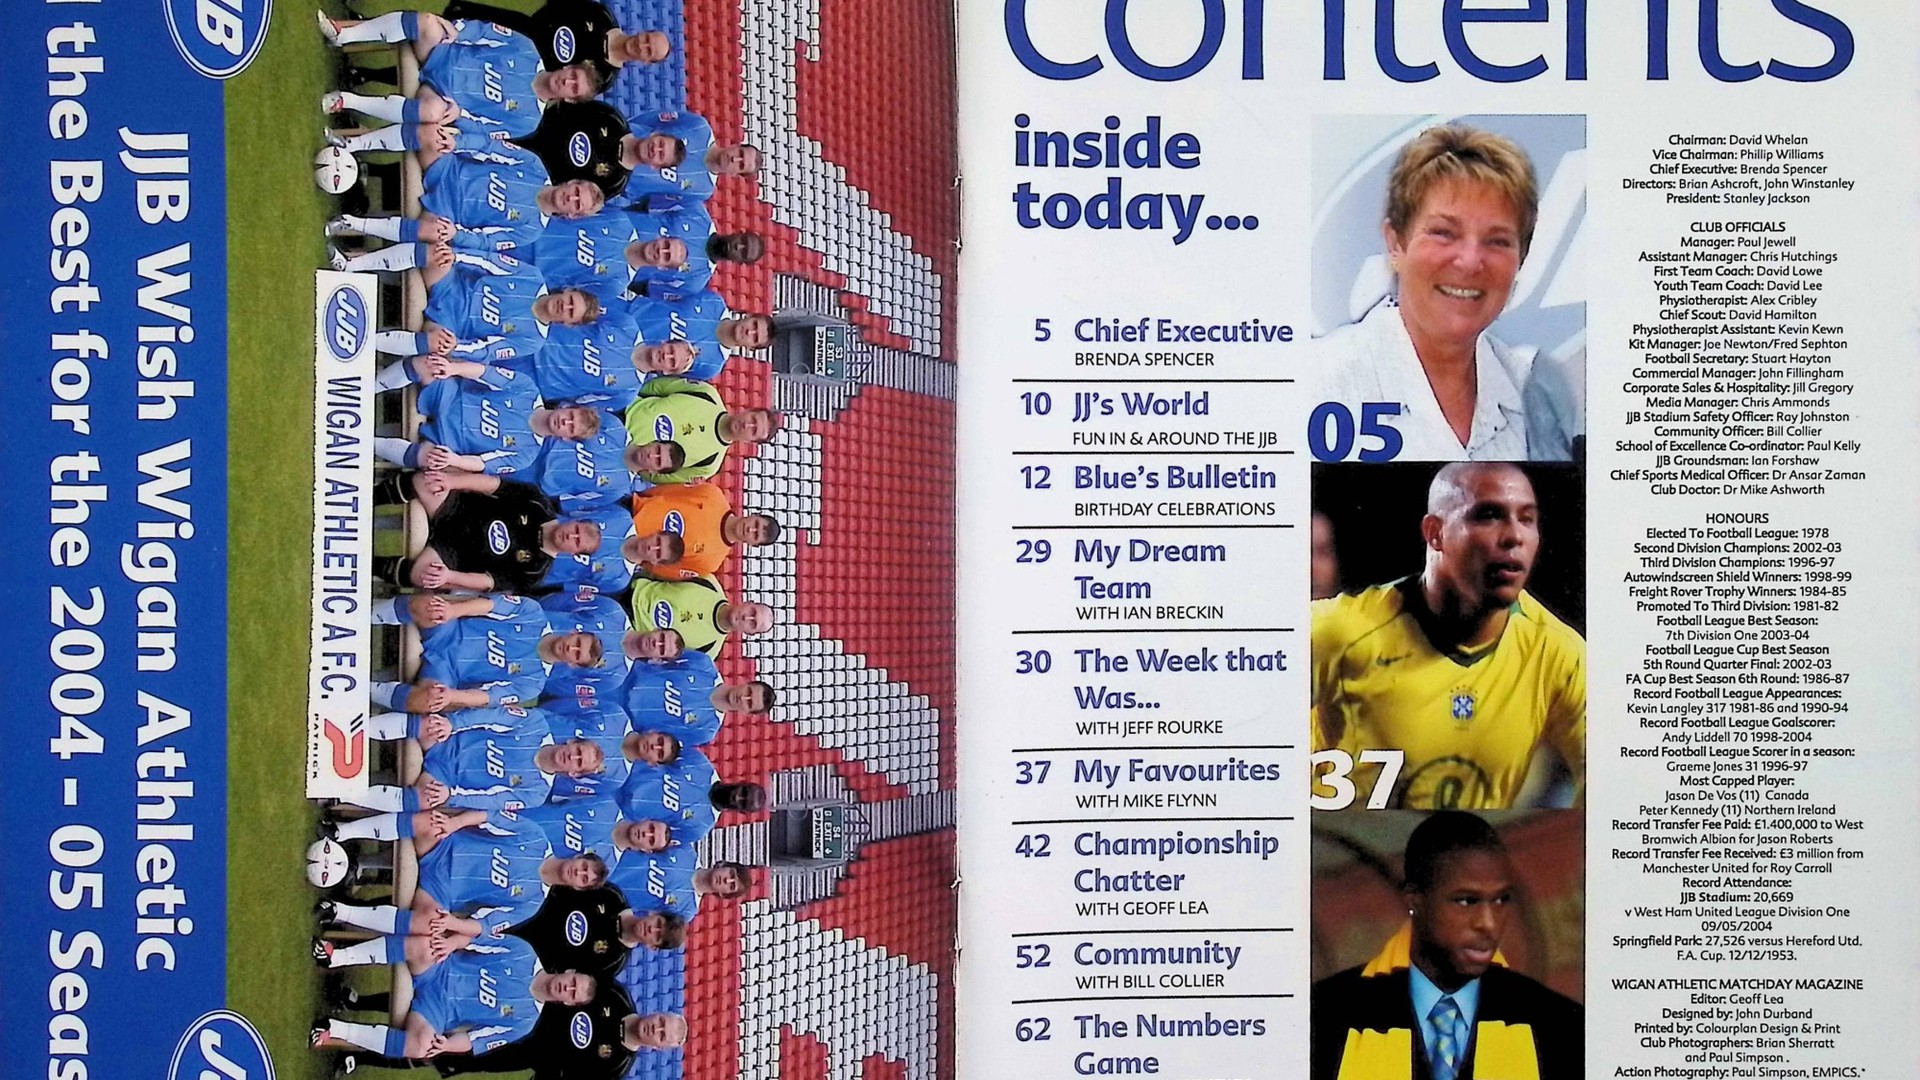 JJB Wish Wigan Athletic
the Best for the 2004 - 05 Seas
JJB
WIGAN ATHLETIC A.F.C.
PATRICK
contents
inside
today...
5 Chief Executive
BRENDA SPENCER
10 JJ's World
FUN IN & AROUND THE JJB
12 Blue's Bulletin
BIRTHDAY CELEBRATIONS
29 My Dream
Team
WITH IAN BRECKIN
30 The Week that
Was...
WITH JEFF ROURKE
37 My Favourites
WITH MIKE FLYNN
42 Championship
Chatter
WITH GEOFF LEA
52 Community
WITH BILL COLLIER
62 The Numbers
Game
05
37
Chairman: David Whelan
Vice Chairman: Phillip Williams
Chief Executive: Brenda Spencer
Directors: Brian Ashcroft, John Winstanley
President: Stanley Jackson
CLUB OFFICIALS
Manager: Paul Jewell
Assistant Manager: Chris Hutchings
First Team Coach: David Lowe
Youth Team Coach: David Lee
Physiotherapist: Alex Cribley
Chief Scout: David Hamilton
Physiotherapist Assistant: Kevin Kewn
Kit Manager: Joe Newton/Fred Sephton
Football Secretary: Stuart Hayton
Commercial Manager: John Fillingham
Corporate Sales & Hospitality: Jill Gregory
Media Manager: Chris Ammonds
JJB Stadium Safety Officer: Ray Johnston
Community Officer: Bill Collier
School of Excellence Co-ordinator: Paul Kelly
JJB Groundsman: Ian Forshaw
Chief Sports Medical Officer: Dr Ansar Zaman
Club Doctor: Dr Mike Ashworth
HONOURS
Elected To Football League: 1978
Second Division Champions: 2002-03
Third Division Champions: 1996-97
Autowindscreen Shield Winners: 1998-99
Freight Rover Trophy Winners: 1984-85
Promoted To Third Division: 1981-82
Football League Best Season:
7th Division One 2003-04
Football League Cup Best Season
5th Round Quarter Final: 2002-03
FA Cup Best Season 6th Round: 1986-87
Record Football League Appearances:
Kevin Langley 317 1981-86 and 1990-94
Record Football League Goalscorer:
Andy Liddell 70 1998-2004
Record Football League Scorer in a season:
Graeme Jones 31 1996-97
Most Capped Player:
Jason De Vos (11) Canada
Peter Kennedy (11) Northern Ireland
Record Transfer Fee Paid: £1.400,000 to West
Bromwich Albion for Jason Roberts
Record Transfer Fee Received: £3 million from
Manchester United for Roy Carroll
Record Attendance:
JJB Stadium: 20,669
v West Ham United League Division One
09/05/2004
Springfield Park: 27,526 versus Hereford Utd.
F.A. Cup. 12/12/1953.
WIGAN ATHLETIC MATCHDAY MAGAZINE
Editor: Geoff Lea
Designed by: John Durband
Printed by: Colourplan Design & Print
Club Photographers: Brian Sherratt
and Paul Simpson .
Action Photography: Paul Simpson, EMPICS.